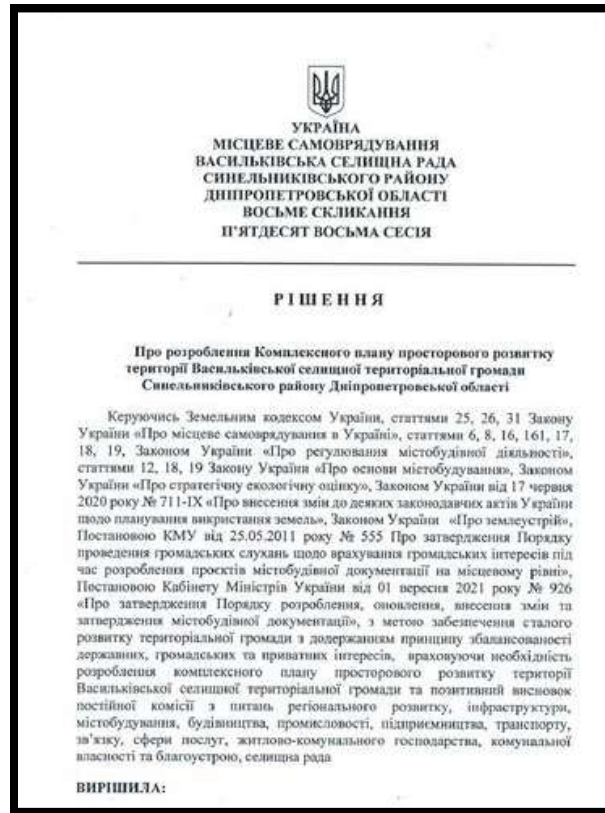 УКРАЇНА
МІСЦЕВЕ САМОВРЯДУВАННЯ
ВАСИЛЬКІВСЬКА СЕЛИЩНА РАДА
СИНЕЛЬНИКІВСЬКОГО РАЙОНУ
ДНІПРОПЕТРОВСЬКОЇ ОБЛАСТІ
ВОСЬМЕ СКЛИКАННЯ
П'ЯТДЕСЯТ ВОСЬМА СЕСІЯ
РІШЕННЯ
Про розроблення Комплексного плану просторового розвитку
території Васильківської селищної територіальної громади
Синельниківського району Дніпропетровської області
Керуючись Земельним кодексом України, статтями 25, 26, 31 Закону
України «Про місцеве самоврядування в Україні», статтями 6, 8, 16, 161, 17,
18, 19, Законом України «Про регулювання містобудівної діяльності»,
статтями 12, 18, 19 Закону України «Про основи містобудування», Законом
України «Про стратегічну екологічну оцінку», Законом України від 17 червня
2020 року № 711-IX «Про внесення змін до деяких законодавчих актів України
щодо планування використання земель», Законом України «Про землеустрій»,
Постановою КМУ від 25.05.2011 року № 555 Про затвердження Порядку
проведення громадських слухань щодо врахування громадських інтересів під
час розроблення проєктів містобудівної документації на місцевому рівні»,
Постановою Кабінету Міністрів України від 01 вересня 2021 року № 926
«Про затвердження Порядку розроблення, оновлення, внесення змін та
затвердження містобудівної документації», з метою забезпечення сталого
розвитку територіальної громади з додержанням принципу збалансованості
державних, громадських та приватних інтересів, враховуючи необхідність
розроблення комплексного плану просторового розвитку території
Васильківської селищної територіальної громади та позитивний висновок
постійної комісії з питань регіонального розвитку, інфраструктури,
містобудування, будівництва, промисловості, підприємництва, транспорту,
зв'язку, сфери послуг, житлово-комунального господарства, комунальної
власності та благоустрою, селищна рада
ВИРІШИЛА: